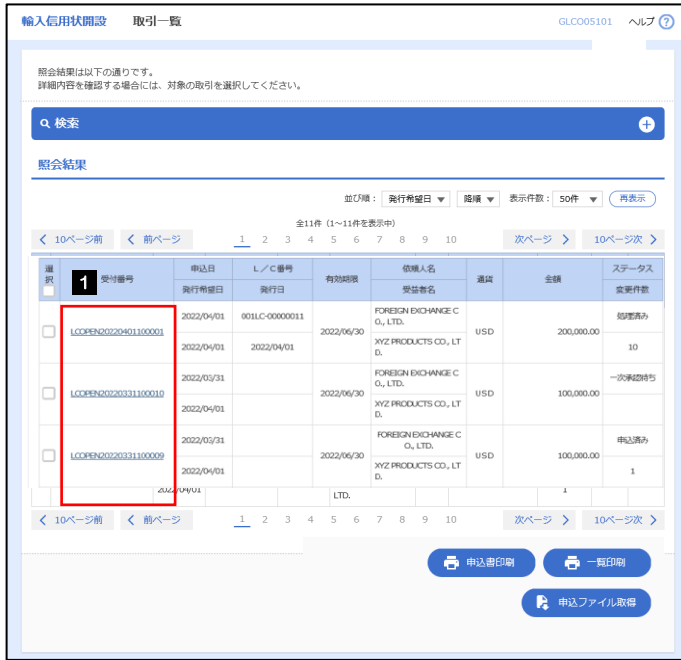 輸入信用状開設 取引一覧 GLCO05101 ヘルプ ?
照会結果は以下の通りです。
詳細内容を確認する場合には、対象の取引を選択してください。
検索
照会結果
並び順： 発行希望日 ▼ 降順 ▼ 表示件数： 50件 ▼ 再表示
全11件（1～11件を表示中）
10ページ前 前ページ 1 2 3 4 5 6 7 8 9 10 次ページ 10ページ次
選択 1 受付番号 申込日 L／C番号 有効期限 依頼人名 通貨 金額 ステータス
発行希望日 発行日 受益者名 変更件数
LCOPEN20220401100001 2022/04/01 001LC-00000011 2022/06/30 FOREIGN EXCHANGE C USD 200,000.00 処理済み
O., LTD.
2022/04/01 2022/04/01 XYZ PRODUCTS CO., LT 10
D.
LCOPEN20220331100010 2022/03/31 2022/06/30 FOREIGN EXCHANGE C USD 100,000.00 一次承認待ち
O., LTD.
2022/04/01 XYZ PRODUCTS CO., LT
D.
LCOPEN20220331100009 2022/03/31 2022/06/30 FOREIGN EXCHANGE C USD 100,000.00 申込済み
O., LTD.
2022/04/01 XYZ PRODUCTS CO., LT 1
D.
2022/04/01 LTD. 1
10ページ前 前ページ 1 2 3 4 5 6 7 8 9 10 次ページ 10ページ次
申込書印刷 一覧印刷
申込ファイル取得